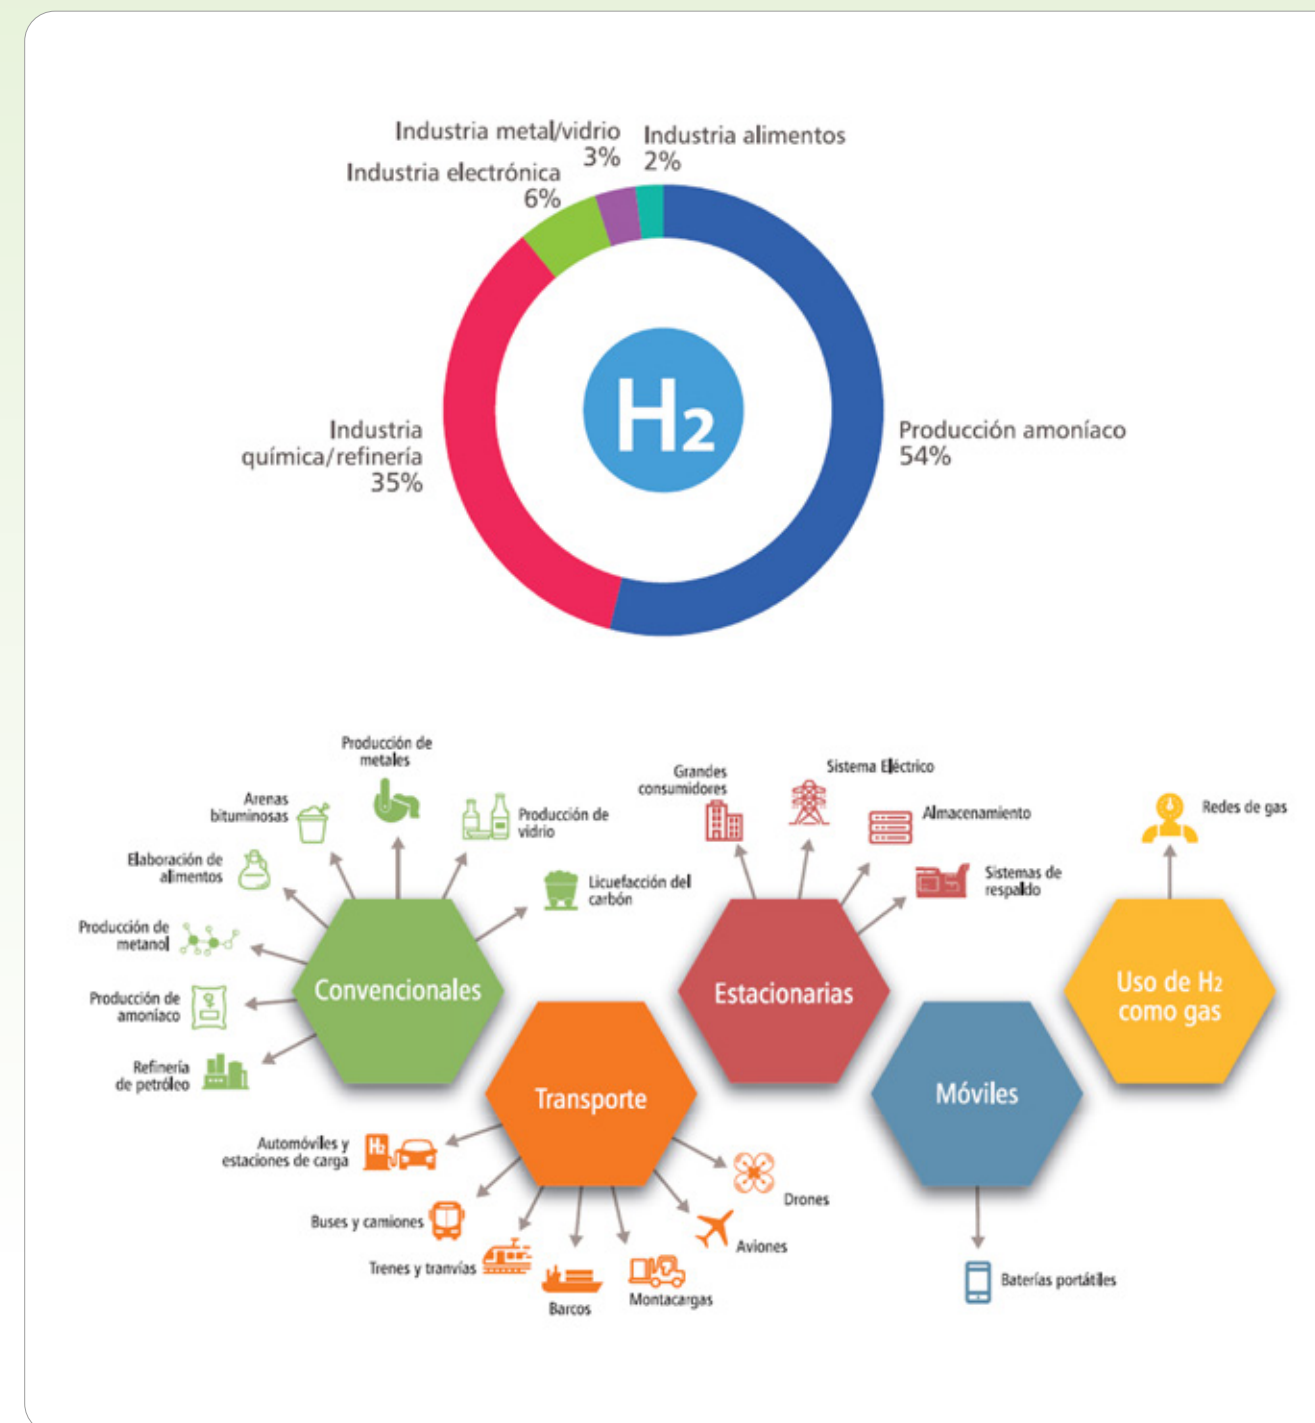 Industria metal/vidrio
3%
Industria alimentos
2%
Industria electrónica
6%
H2
Industria
química/refinería
35%
Producción amoníaco
54%
Producción de
metales
Arenas
bituminosas
Producción de
vidrio
Elaboración de
alimentos
Licuefacción del
carbón
Producción de
metanol
Producción de
amoníaco
Refinería
de petróleo
Convencionales
Grandes
consumidores
Sistema Eléctrico
Almacenamiento
Sistemas de
respaldo
Estacionarias
Redes de gas
Uso de H2
como gas
Transporte
Automóviles y
estaciones de carga
H2
Buses y camiones
Trenes y tranvías
Barcos
Montacargas
Aviones
Drones
Móviles
Baterías portátiles